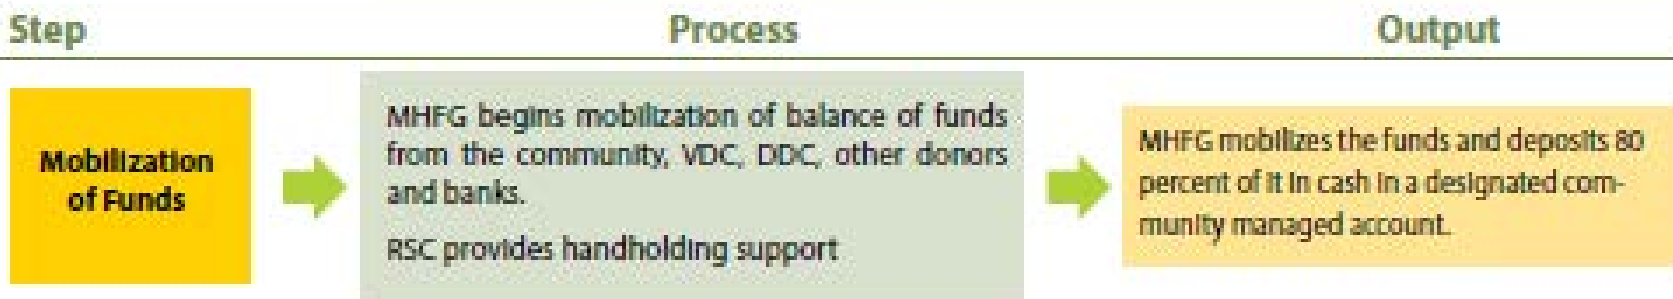 Step
Process
Output
Mobilization
of Funds
MHFG begins mobilization of balance of funds
from the community, VDC, DDC, other donors
and banks.
RSC provides handholding support
MHFG mobilizes the funds and deposits 80
percent of it in cash in a designated com-
munity managed account.